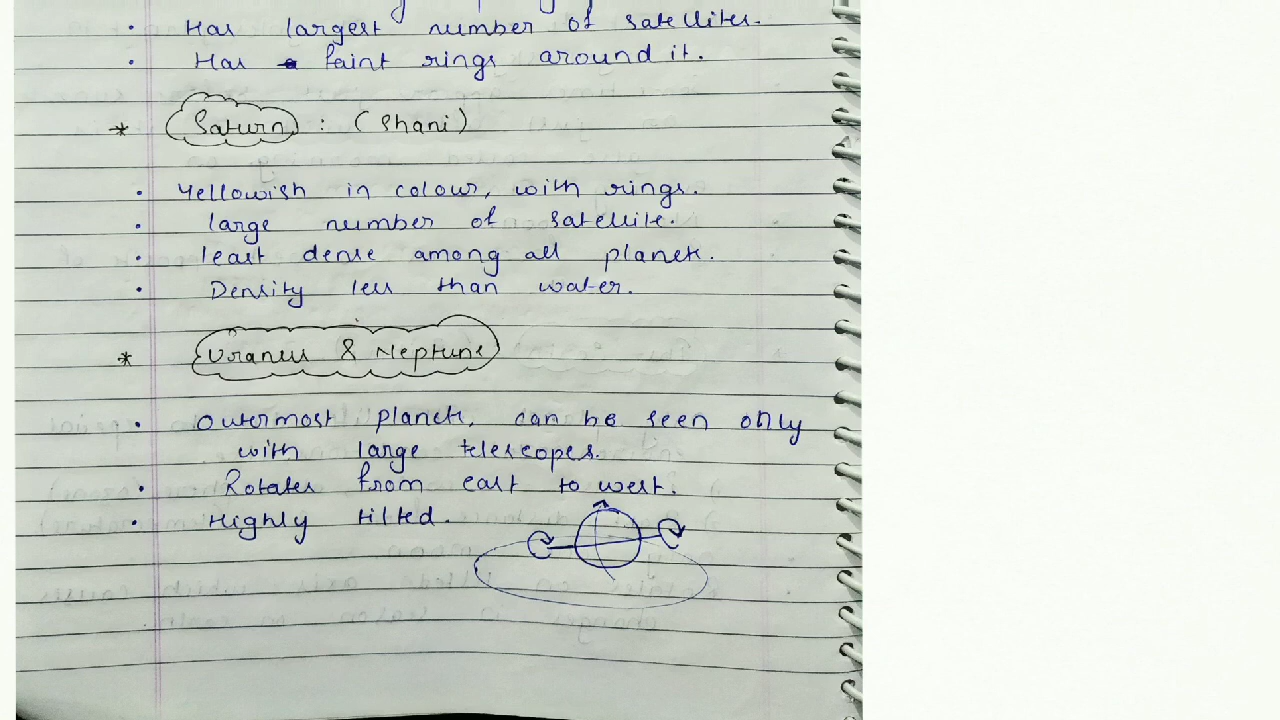 • Has largest number of satellites.
• Has faint rings around it.
* Saturn : (Shani)
• Yellowish in colour, with rings.
• large number of satellite.
• least dense among all planets.
• Density less than water.
* Uranus & Neptune
• Outermost planets, can be seen only
with large telescopes.
• Rotates from east to west.
• Highly tilted.